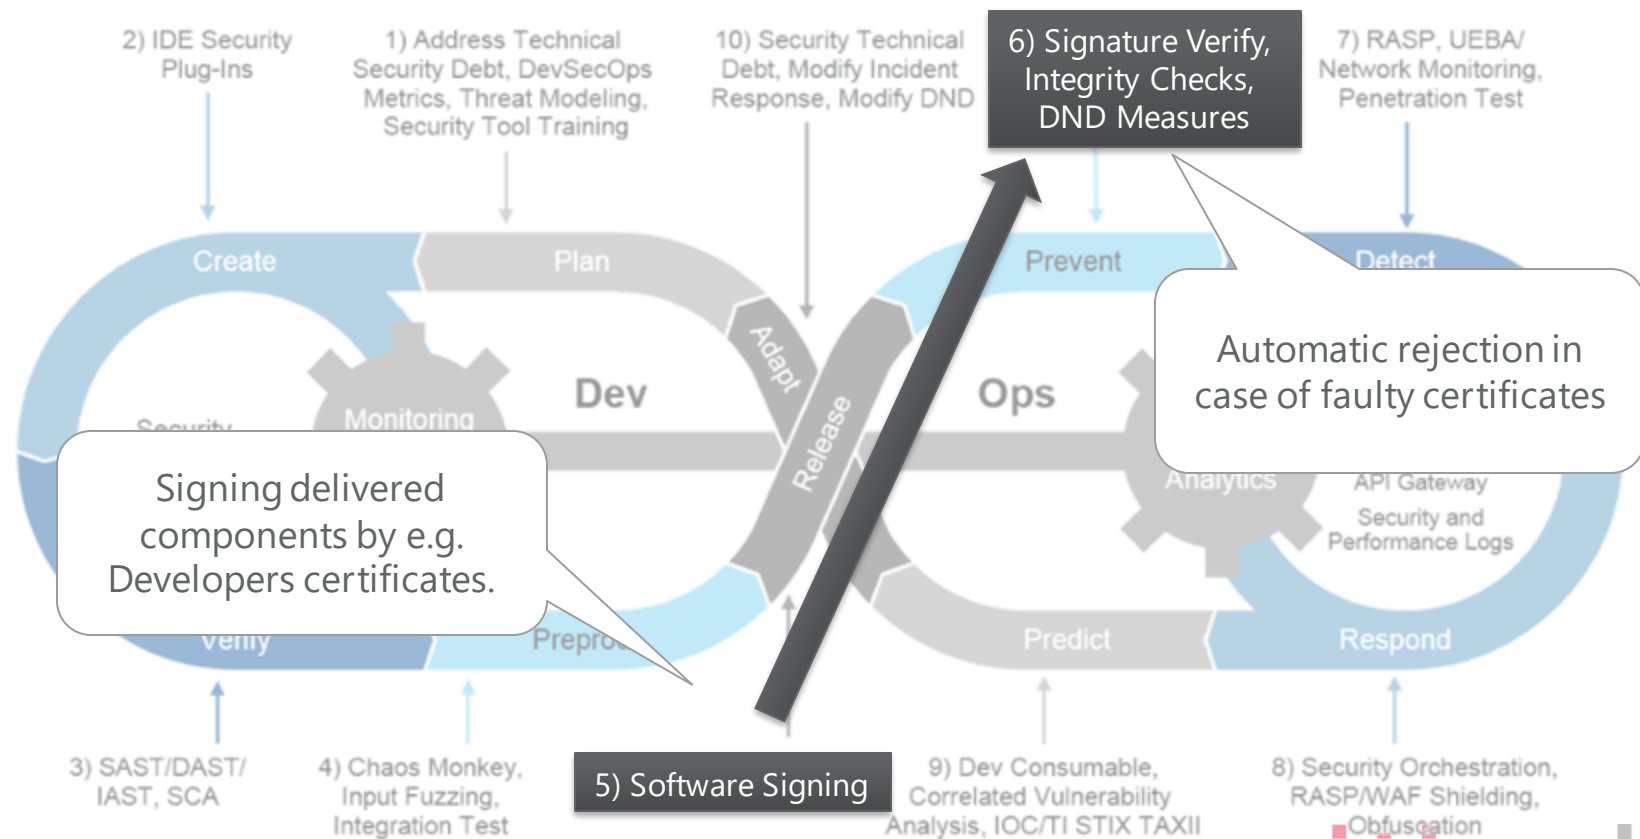 2) IDE Security
Plug-Ins
1) Address Technical
Security Debt, DevSecOps
Metrics, Threat Modeling,
Security Tool Training
10) Security Technical
Debt, Modify Incident
Response, Modify DND
6) Signature Verify,
Integrity Checks,
DND Measures
7) RASP, UEBA/
Network Monitoring,
Penetration Test
Create
Plan
Adapt
Release
Prevent
Detect
Dev
Ops
Monitoring
Security
Automatic rejection in
case of faulty certificates
Analytics
API Gateway
Security and
Performance Logs
Signing delivered
components by e.g.
Developers certificates.
Verify
Preprod
Predict
Respond
3) SAST/DAST/
IAST, SCA
4) Chaos Monkey,
Input Fuzzing,
Integration Test
5) Software Signing
9) Dev Consumable,
Correlated Vulnerability
Analysis, IOC/TI STIX TAXII
8) Security Orchestration,
RASP/WAF Shielding,
Obfuscation